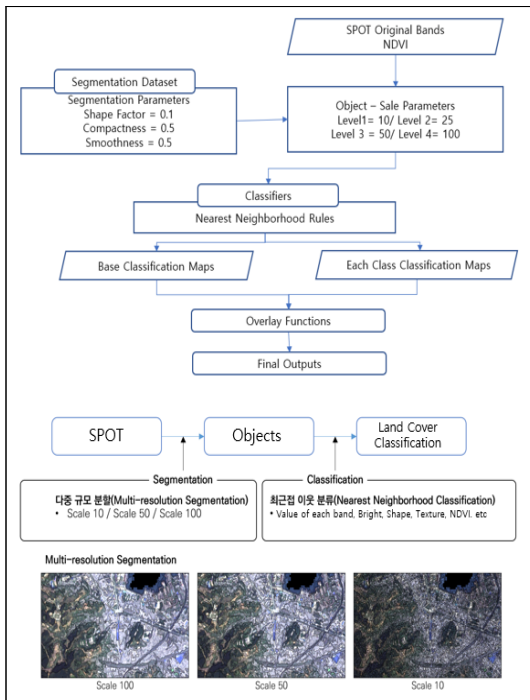 SPOT Original Bands
NDVI
Segmentation Dataset
Segmentation Parameters
Shape Factor = 0.1
Compactness = 0.5
Smoothness = 0.5
Object – Sale Parameters
Level1= 10/ Level 2= 25
Level 3 = 50/ Level 4= 100
Classifiers
Nearest Neighborhood Rules
Base Classification Maps
Each Class Classification Maps
Overlay Functions
Final Outputs
SPOT
Objects
Land Cover
Classification
Segmentation
다중 규모 분할(Multi-resolution Segmentation)
• Scale 10 / Scale 50 / Scale 100
Classification
최근접 이웃 분류(Nearest Neighborhood Classification)
• Value of each band, Bright, Shape, Texture, NDVI. etc
Multi-resolution Segmentation
Scale 100
Scale 50
Scale 10